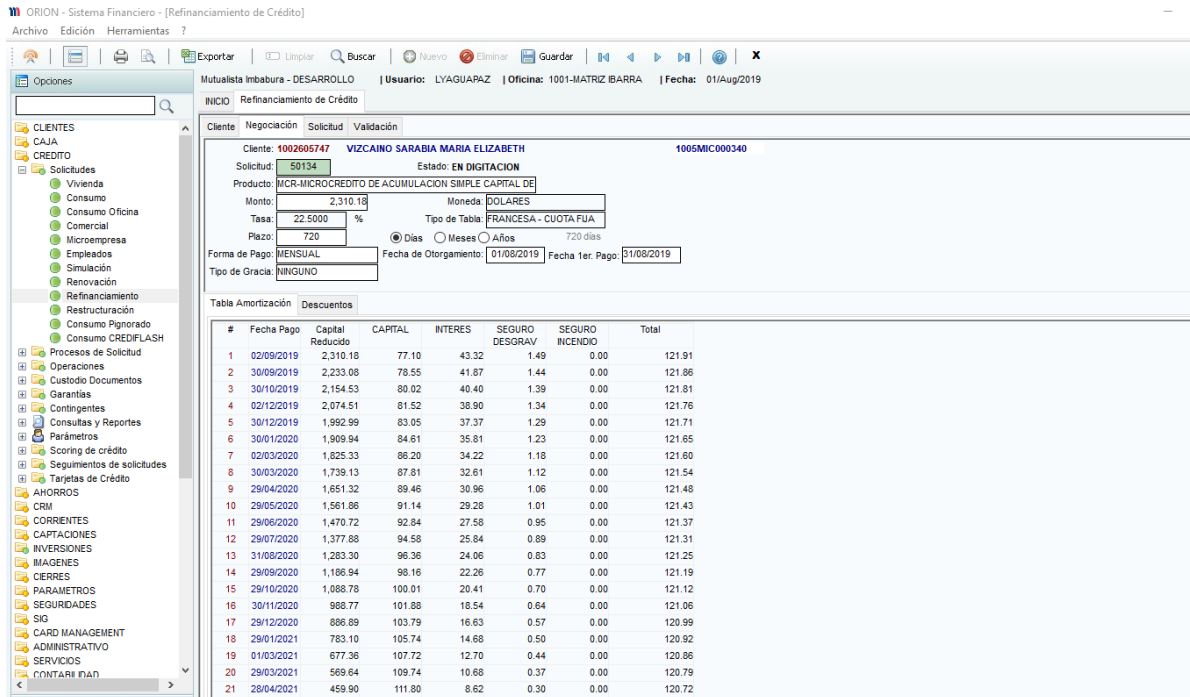 ORION - Sistema Financiero - [Refinanciamiento de Crédito]
Archivo Edición Herramientas ?
Exportar Limpiar Buscar Nuevo Eliminar Guardar x
Opciones
Mutualista Imbabura - DESARROLLO | Usuario: LYAGUAPAZ | Oficina: 1001-MATRIZ IBARRA | Fecha: 01/Aug/2019
INICIO Refinanciamiento de Crédito
CLIENTES
CAJA
CREDITO
Solicitudes
Vivienda
Consumo
Consumo Oficina
Comercial
Microempresa
Empleados
Simulación
Renovación
Refinanciamiento
Restructuración
Consumo Pignorado
Consumo CREDIFLASH
Procesos de Solicitud
Operaciones
Custodio Documentos
Garantías
Contingentes
Consultas y Reportes
Parámetros
Scoring de crédito
Seguimientos de solicitudes
Tarjetas de Crédito
AHORROS
CRM
CORRIENTES
CAPTACIONES
INVERSIONES
IMAGENES
CIERRES
PARAMETROS
SEGURIDADES
SIG
CARD MANAGEMENT
ADMINISTRATIVO
SERVICIOS
CONTABILIDAD
Cliente Negociación Solicitud Validación
Cliente: 1002605747 VIZCAINO SARABIA MARIA ELIZABETH 1005MIC000340
Solicitud: 50134 Estado: EN DIGITACION
Producto: MCR-MICROCREDITO DE ACUMULACION SIMPLE CAPITAL DE
Monto: 2,310.18 Moneda: DOLARES
Tasa: 22.5000 % Tipo de Tabla: FRANCESA - CUOTA FIJA
Plazo: 720 Días Meses Años 720 días
Forma de Pago: MENSUAL Fecha de Otorgamiento: 01/08/2019 Fecha 1er. Pago: 31/08/2019
Tipo de Gracia: NINGUNO
Tabla Amortización Descuentos
# Fecha Pago Capital Reducido CAPITAL INTERES SEGURO DESGRAV SEGURO INCENDIO Total
1 02/09/2019 2,310.18 77.10 43.32 1.49 0.00 121.91
2 30/09/2019 2,233.08 78.55 41.87 1.44 0.00 121.86
3 30/10/2019 2,154.53 80.02 40.40 1.39 0.00 121.81
4 02/12/2019 2,074.51 81.52 38.90 1.34 0.00 121.76
5 30/12/2019 1,992.99 83.05 37.37 1.29 0.00 121.71
6 30/01/2020 1,909.94 84.61 35.81 1.23 0.00 121.65
7 02/03/2020 1,825.33 86.20 34.22 1.18 0.00 121.60
8 30/03/2020 1,739.13 87.81 32.61 1.12 0.00 121.54
9 29/04/2020 1,651.32 89.46 30.96 1.06 0.00 121.48
10 29/05/2020 1,561.86 91.14 29.28 1.01 0.00 121.43
11 29/06/2020 1,470.72 92.84 27.58 0.95 0.00 121.37
12 29/07/2020 1,377.88 94.58 25.84 0.89 0.00 121.31
13 31/08/2020 1,283.30 96.36 24.06 0.83 0.00 121.25
14 29/09/2020 1,186.94 98.16 22.26 0.77 0.00 121.19
15 29/10/2020 1,088.78 100.01 20.41 0.70 0.00 121.12
16 30/11/2020 988.77 101.88 18.54 0.64 0.00 121.06
17 29/12/2020 886.89 103.79 16.63 0.57 0.00 120.99
18 29/01/2021 783.10 105.74 14.68 0.50 0.00 120.92
19 01/03/2021 677.36 107.72 12.70 0.44 0.00 120.86
20 29/03/2021 569.64 109.74 10.68 0.37 0.00 120.79
21 28/04/2021 459.90 111.80 8.62 0.30 0.00 120.72